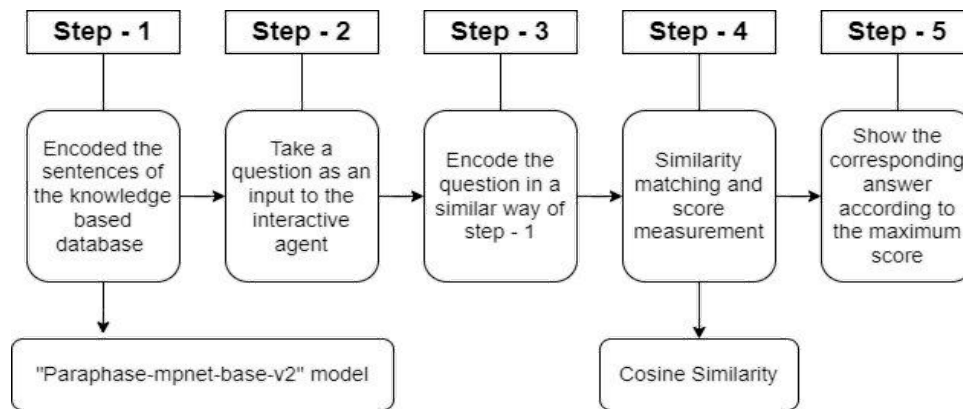 Step - 1
Step - 2
Step - 3
Step - 4
Step - 5
Encoded the
sentences of
the knowledge
based
database
Take a
question as an
input to the
interactive
agent
Encode the
question in a
similar way of
step - 1
Similarity
matching and
score
measurement
Show the
corresponding
answer
according to
the maximum
score
"Paraphase-mpnet-base-v2" model
Cosine Similarity